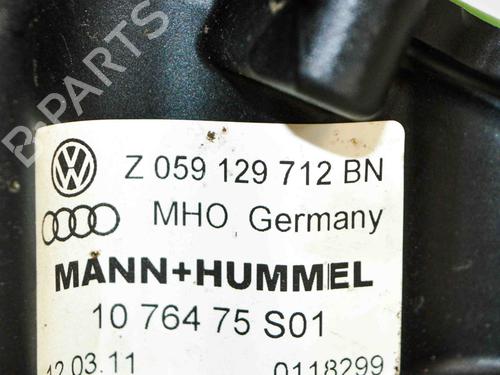 B-PARTS
Z 059 129 712 BN
MHO Germany
MANN+HUMMEL
10 764 75 S01
12.03.11 0118299